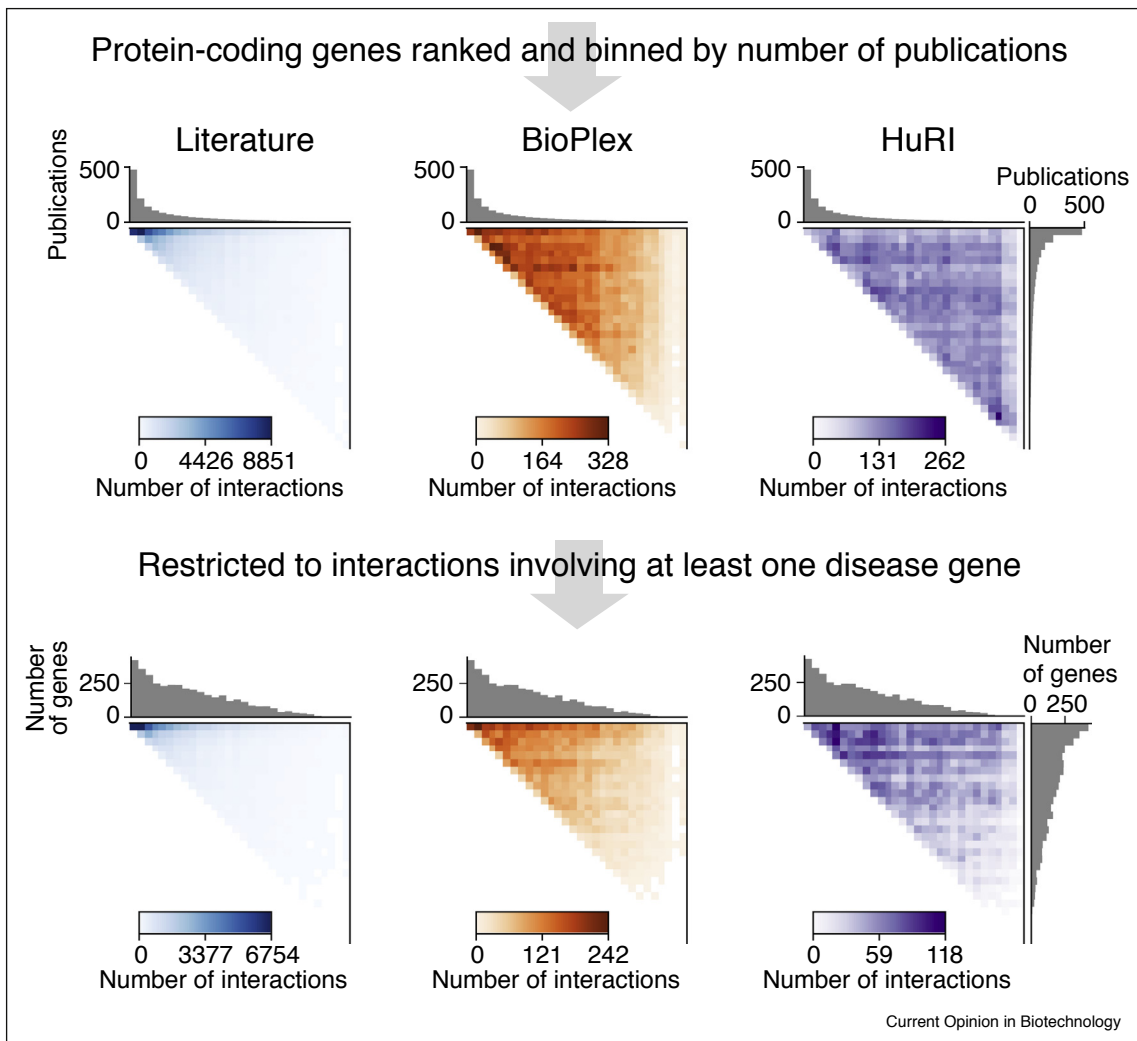 Protein-coding genes ranked and binned by number of publications
Literature
BioPlex
HuRI
Publications
500
0
500
0
500
0
Publications
0 500
0 4426 8851
Number of interactions
0 164 328
Number of interactions
0 131 262
Number of interactions
Restricted to interactions involving at least one disease gene
Number
of genes
250
0
250
0
250
0
Number
of genes
0 250
0 3377 6754
Number of interactions
0 121 242
Number of interactions
0 59 118
Number of interactions
Current Opinion in Biotechnology